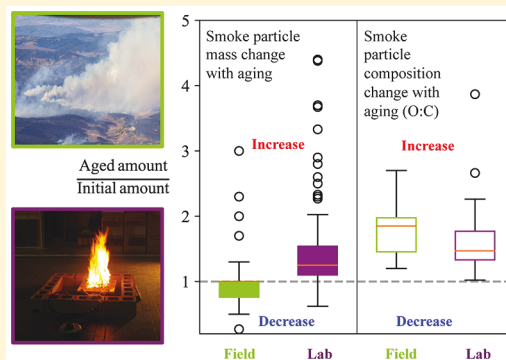 Aged amount
Initial amount
5
4
3
2
1
Smoke particle
mass change
with aging
Increase
Decrease
Field
Lab
Smoke
particle
composition
change with
aging (O:C)
Increase
Decrease
Field
Lab